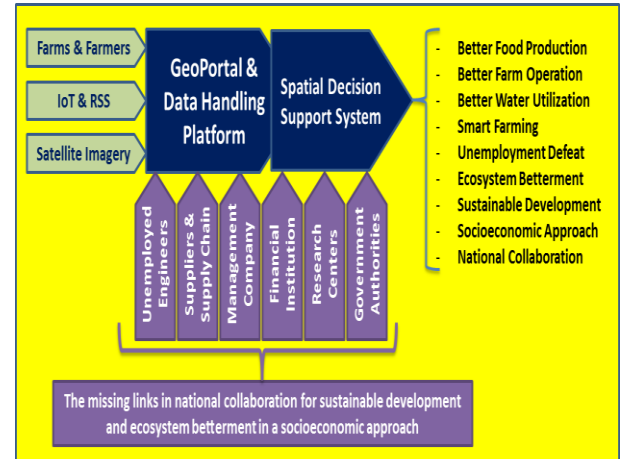 Farms & Farmers
IoT & RSS
Satellite Imagery
GeoPortal &
Data Handling
Platform
Spatial Decision
Support System
- Better Food Production
- Better Farm Operation
- Better Water Utilization
- Smart Farming
- Unemployment Defeat
- Ecosystem Betterment
- Sustainable Development
- Socioeconomic Approach
- National Collaboration
Unemployed
Engineers
Suppliers &
Supply Chain
Management
Company
Financial
Institution
Research
Centers
Government
Authorities
The missing links in national collaboration for sustainable development
and ecosystem betterment in a socioeconomic approach